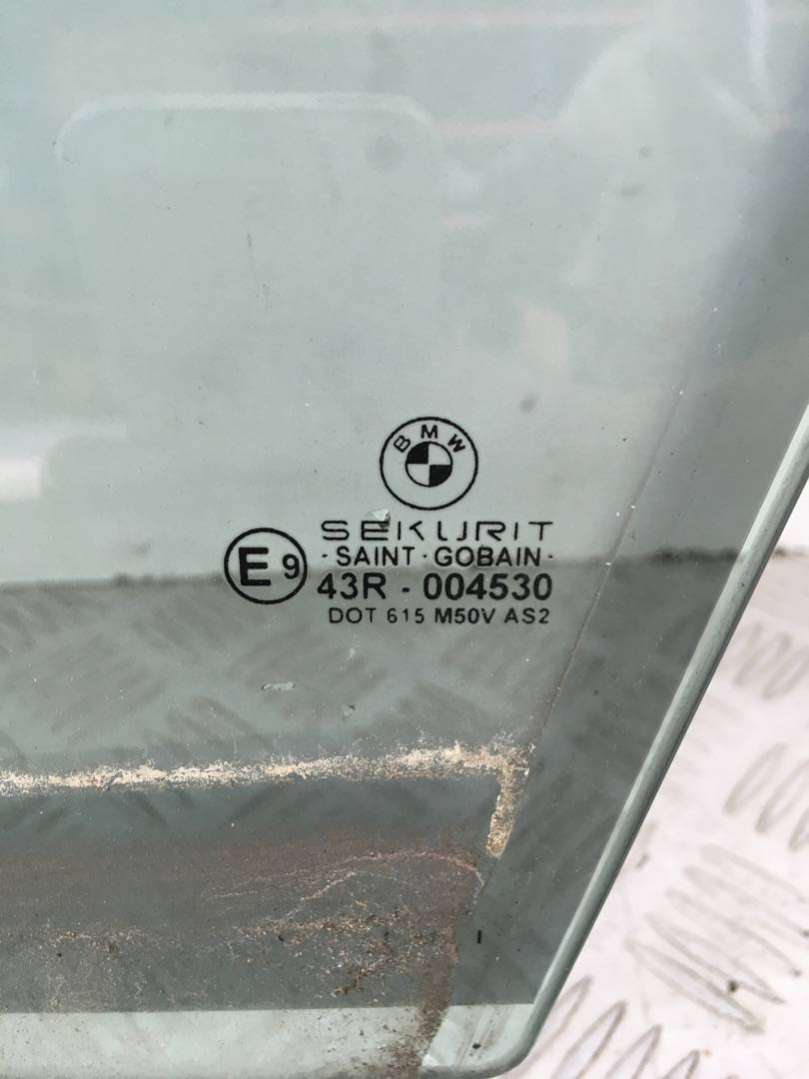 BMW
SEKURIT
- SAINT - GOBAIN -
E9
43R - 004530
DOT 615 M50V AS2